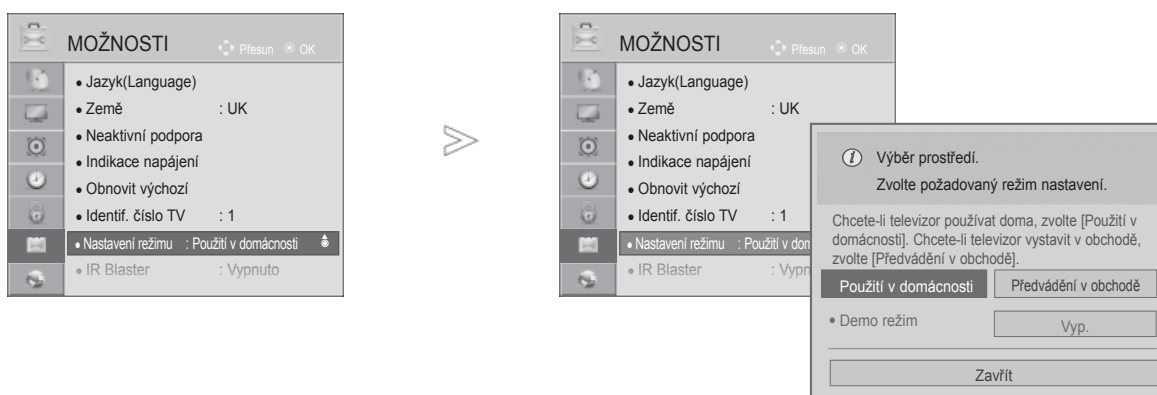 MOŽNOSTI Přesun OK
• Jazyk(Language)
• Země : UK
• Neaktivní podpora
• Indikace napájení
• Obnovit výchozí
• Identif. číslo TV : 1
• Nastavení režimu : Použití v domácnosti
• IR Blaster : Vypnuto
MOŽNOSTI Přesun OK
• Jazyk(Language)
• Země : UK
• Neaktivní podpora
• Indikace napájení
• Obnovit výchozí
• Identif. číslo TV : 1
• Nastavení režimu : Použití v dom
• IR Blaster : Vypn
i Výběr prostředí.
Zvolte požadovaný režim nastavení.
Chcete-li televizor používat doma, zvolte [Použití v
domácnosti]. Chcete-li televizor vystavit v obchodě,
zvolte [Předvádění v obchodě].
Použití v domácnosti Předvádění v obchodě
• Demo režim Vyp.
Zavřít